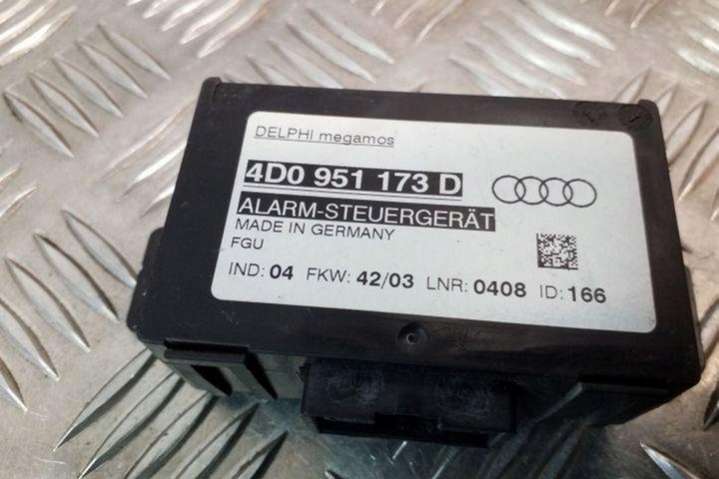 DELPHI megamos
4D0 951 173 D
ALARM-STEUERGERÄT
MADE IN GERMANY
FGU
IND: 04 FKW: 42/03 LNR: 0408 ID: 166